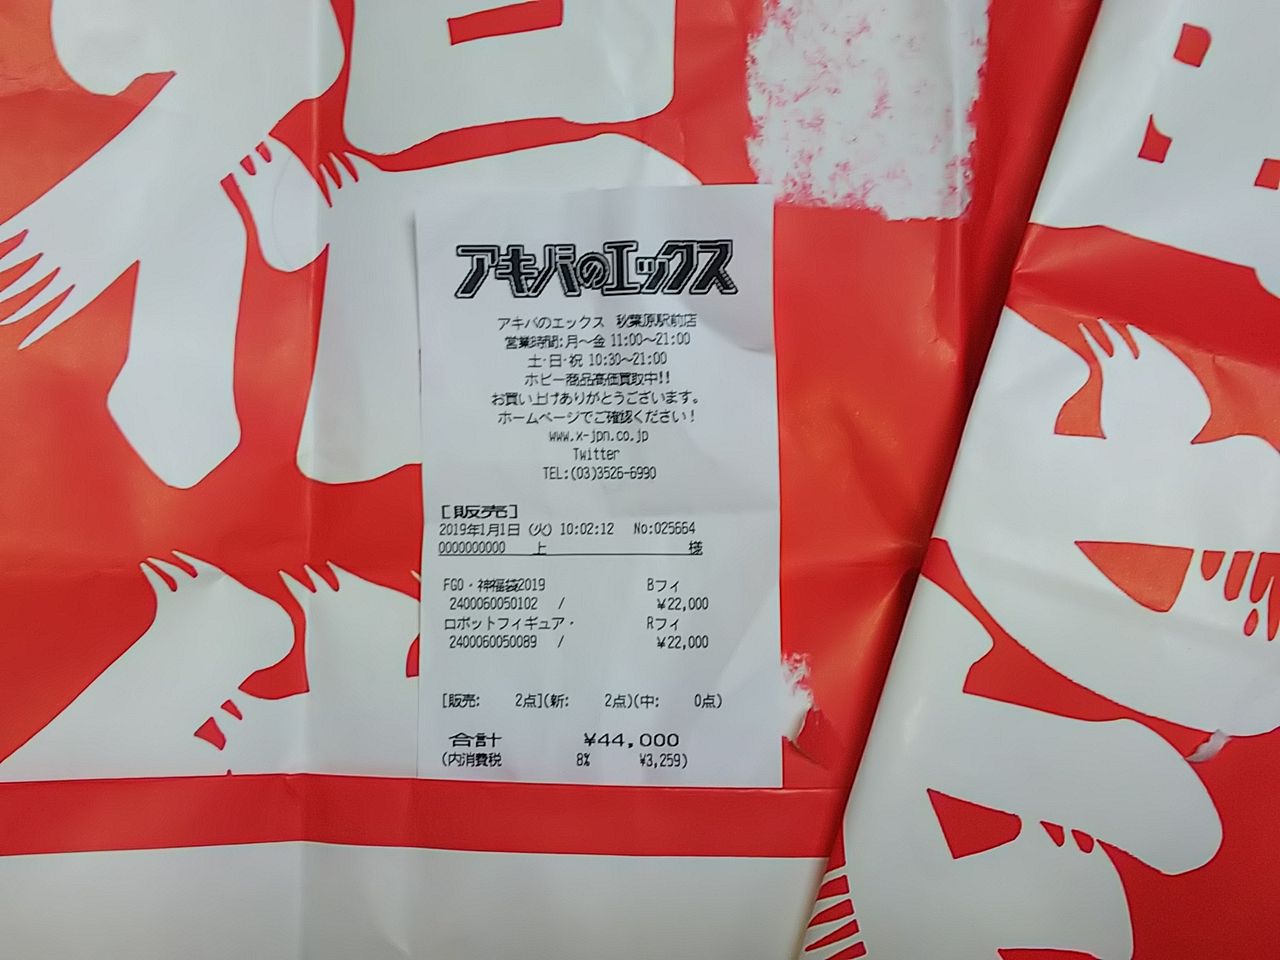 アキバのエックス
アキバのエックス 秋葉原駅前店
営業時間:月～金 11:00～21:00
土・日・祝 10:30～21:00
ホビー商品高価買取中!!
お買い上げありがとうございます。
ホームページでご確認ください！
www.x-jpn.co.jp
Twitter
TEL:(03)3526-6990
[販売]
2019年1月1日 (火) 10:02:12 No:025664
0000000000 上 様
FGO・神福袋2019 Bフィ
2400060050102 / ¥22,000
ロボットフィギュア・ Rフィ
2400060050089 / ¥22,000
[販売: 2点](新: 2点)(中: 0点)
合計 ¥44,000
(内消費税 8% ¥3,259)